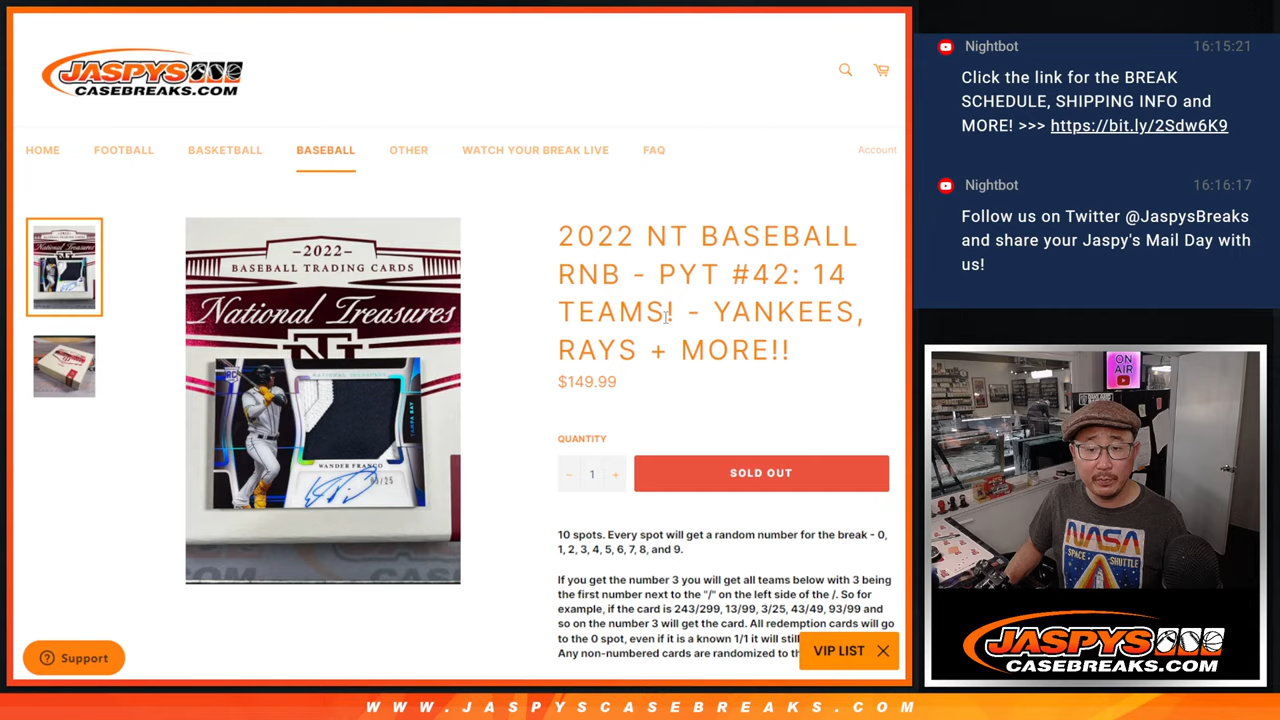 JASPYS
CASEBREAKS.COM
HOME FOOTBALL BASKETBALL BASEBALL OTHER WATCH YOUR BREAK LIVE FAQ Account
2022
BASEBALL TRADING CARDS
National Treasures
NT
RC
NATIONAL TREASURES
TAMPA BAY
WANDER FRANCO
/25
2022 NT BASEBALL
RNB - PYT #42: 14
TEAMS! - YANKEES,
RAYS + MORE!!
$149.99
QUANTITY
− 1 +
SOLD OUT
10 spots. Every spot will get a random number for the break - 0,
1, 2, 3, 4, 5, 6, 7, 8, and 9.
If you get the number 3 you will get all teams below with 3 being
the first number next to the "/" on the left side of the /. So for
example, if the card is 243/299, 13/99, 3/25, 43/49, 93/99 and
so on the number 3 will get the card. All redemption cards will go
to the 0 spot, even if it is a known 1/1 it will still
Any non-numbered cards are randomized to
VIP LIST
Support
Nightbot 16:15:21
Click the link for the BREAK
SCHEDULE, SHIPPING INFO and
MORE! >>> https://bit.ly/2Sdw6K9
Nightbot 16:16:17
Follow us on Twitter @JaspysBreaks
and share your Jaspy's Mail Day with
us!
ON
AIR
NASA
SPACE SHUTTLE
JASPYS
CASEBREAKS.COM
WWW.JASPYSCASEBREAKS.COM